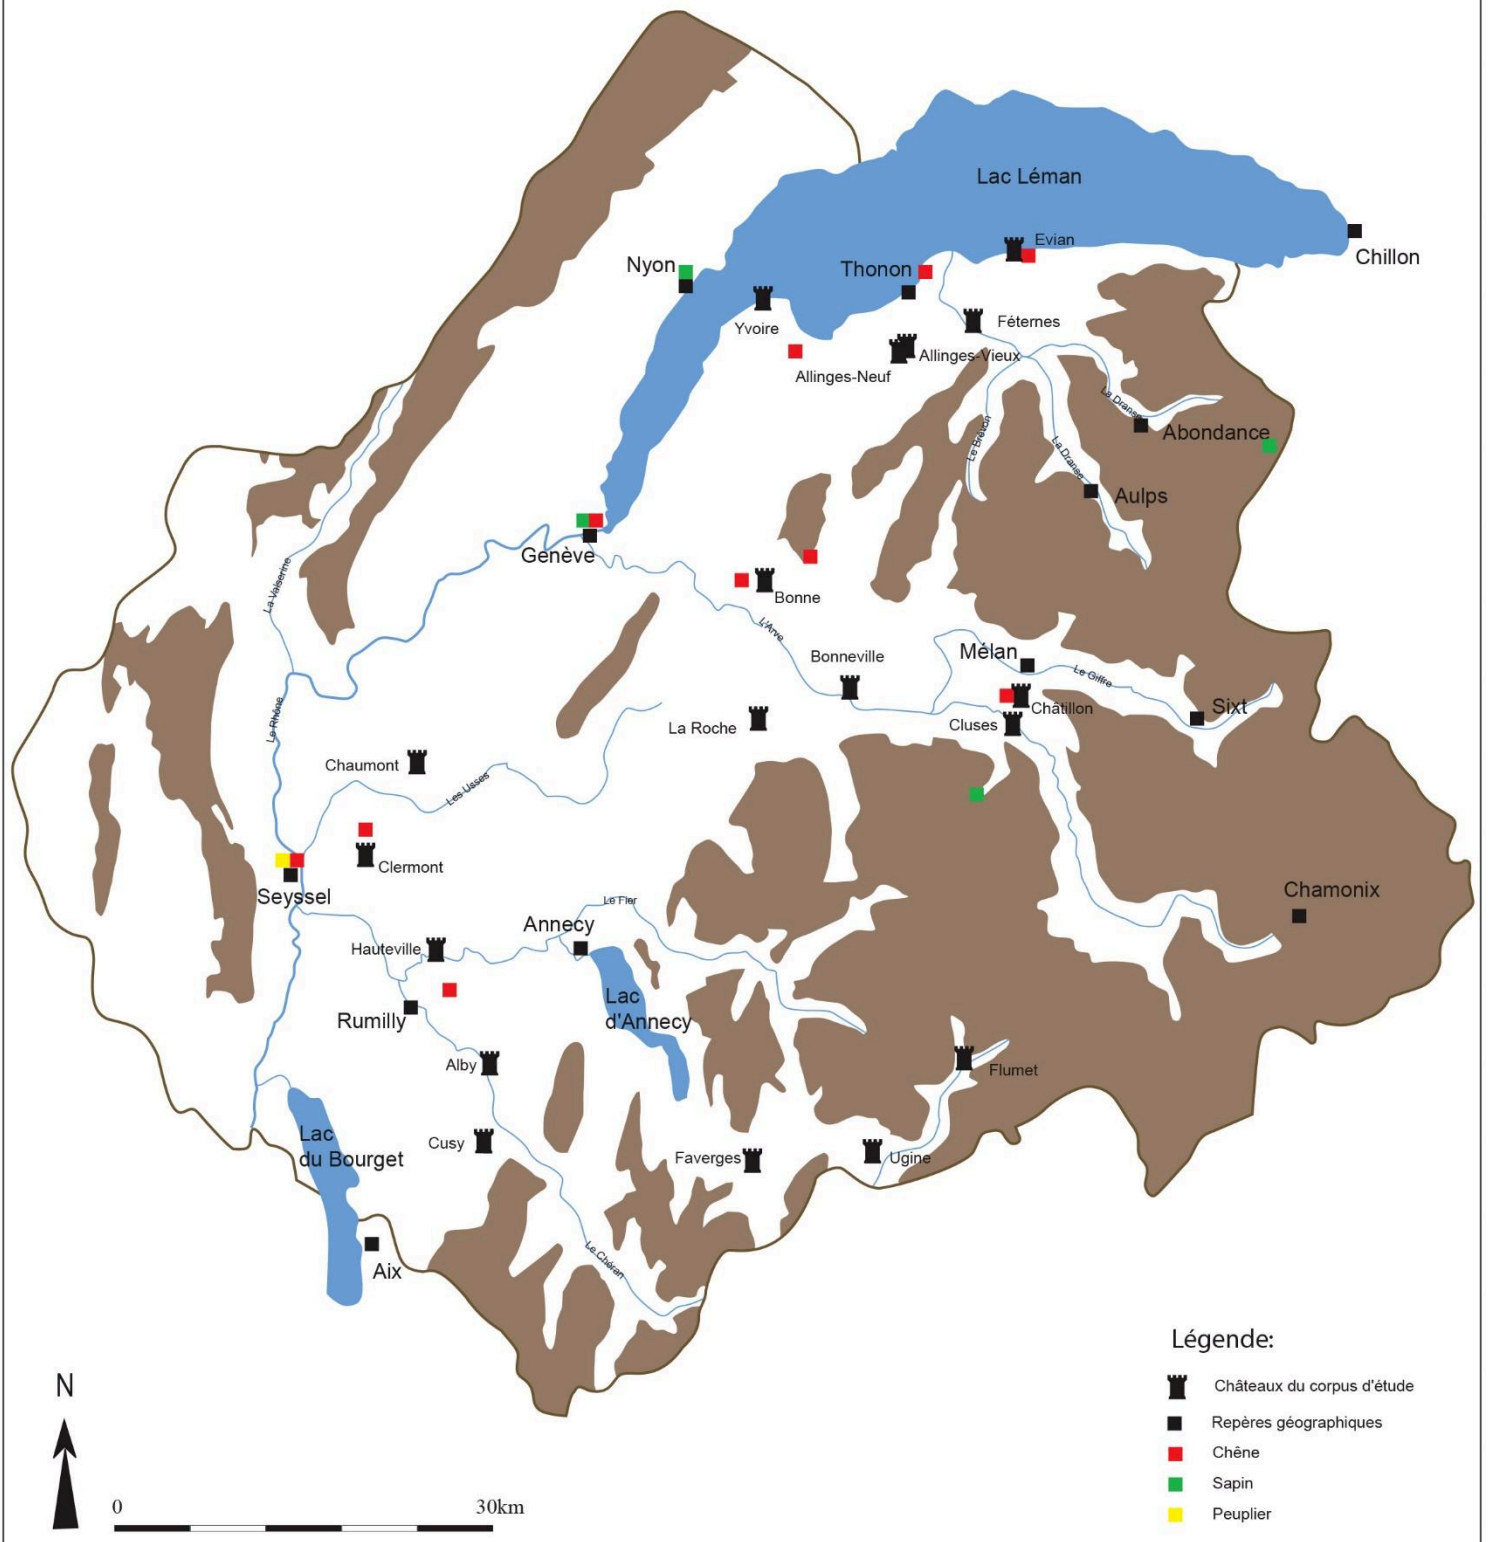 Lac Léman
Evian
Chillon
Nyon
Thonon
Yvoire
Féternes
Allinges-Vieux
Allinges-Neuf
La Dranse
Le Brévon
La Dranse
Abondance
Aulps
Genève
La Valserine
Bonne
L'Arve
Bonneville
Mélan
Le Giffre
Le Rhône
Châtillon
Sixt
La Roche
Cluses
Chaumont
Les Usses
Clermont
Seyssel
Chamonix
Le Fier
Annecy
Hauteville
Lac
d'Annecy
Rumilly
Alby
Flumet
Lac
du Bourget
Cusy
Faverges
Ugine
Le Chéran
Aix
Légende:
Châteaux du corpus d'étude
Repères géographiques
Chêne
Sapin
Peuplier
N
0 30km